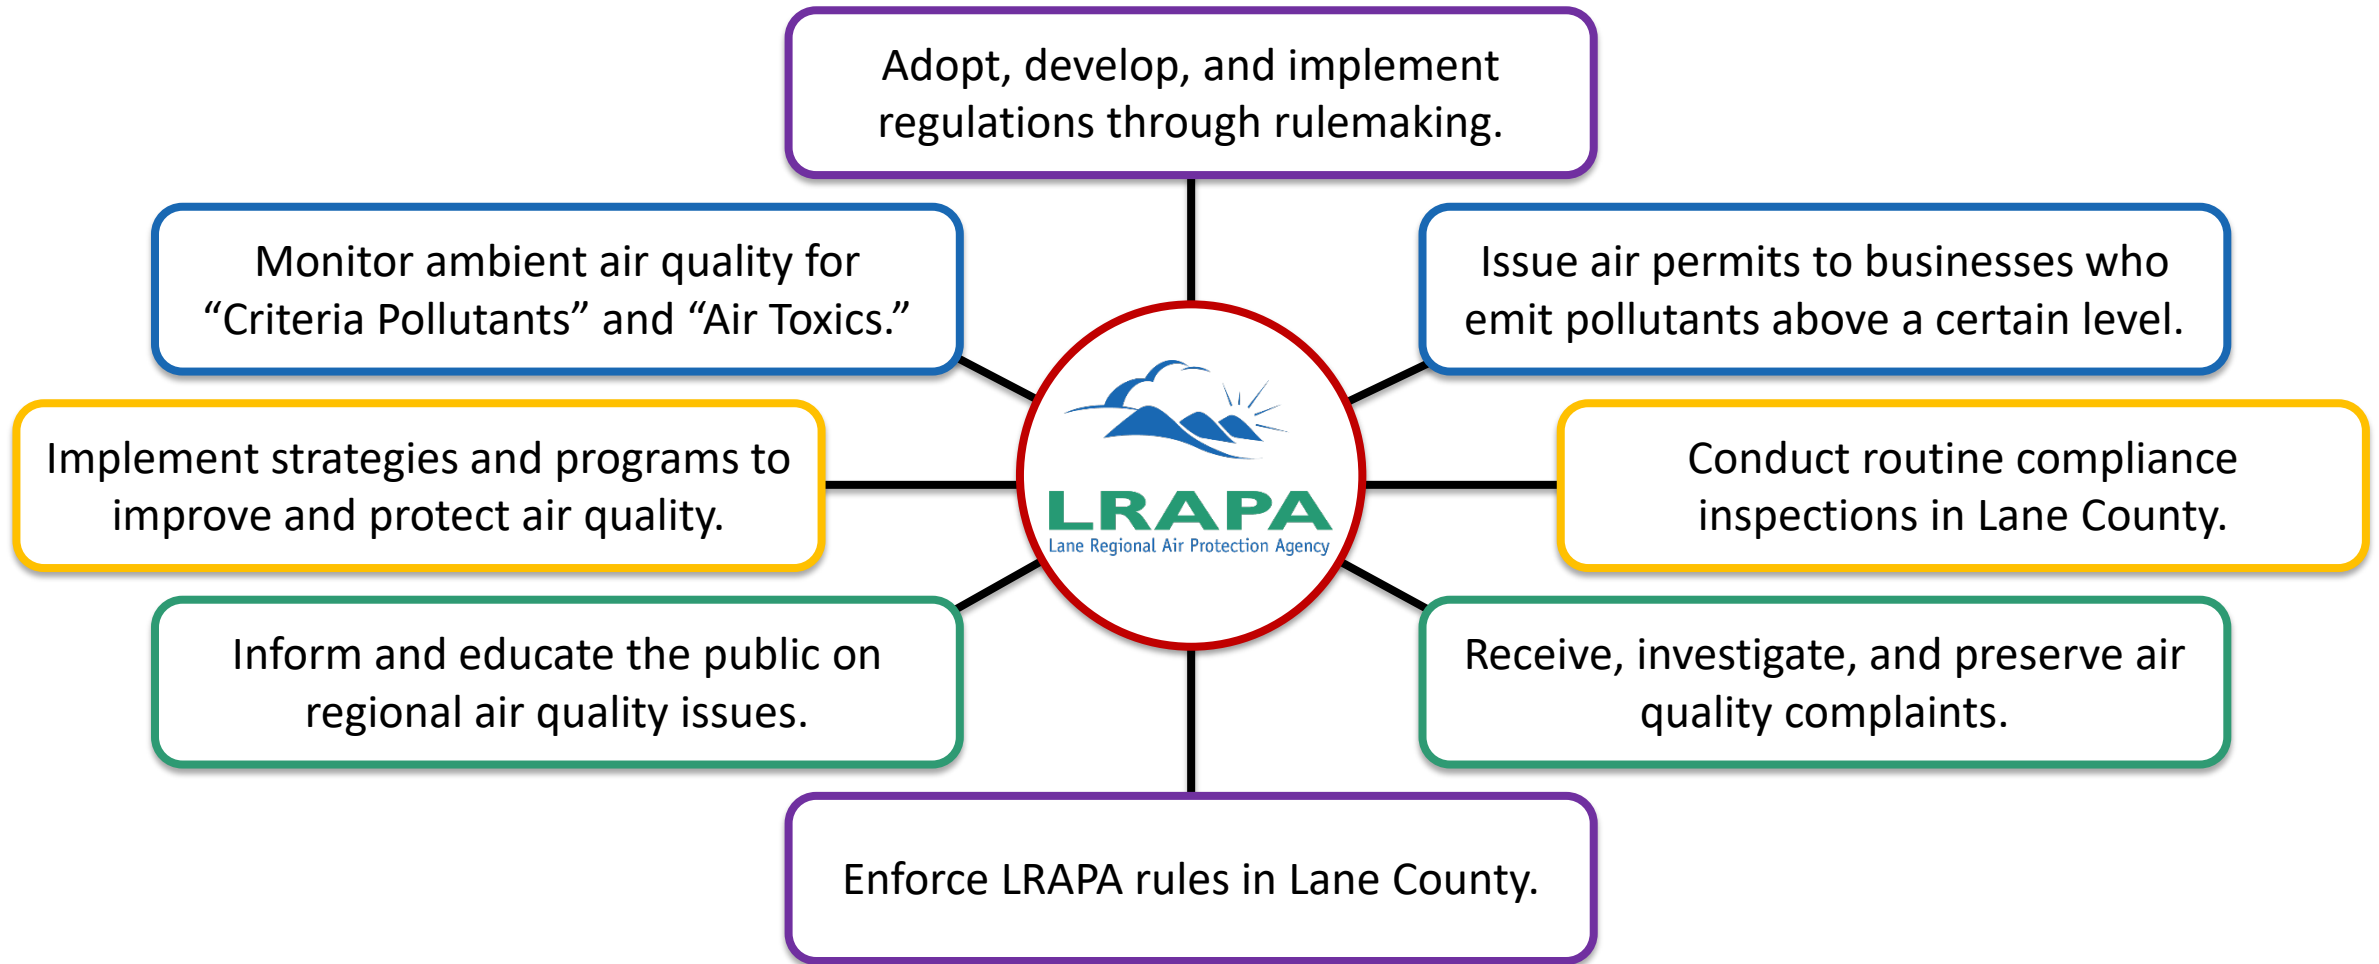 Adopt, develop, and implement
regulations through rulemaking.
Monitor ambient air quality for
“Criteria Pollutants” and “Air Toxics.”
Issue air permits to businesses who
emit pollutants above a certain level.
Implement strategies and programs to
improve and protect air quality.
LRAPA
Lane Regional Air Protection Agency
Conduct routine compliance
inspections in Lane County.
Inform and educate the public on
regional air quality issues.
Receive, investigate, and preserve air
quality complaints.
Enforce LRAPA rules in Lane County.